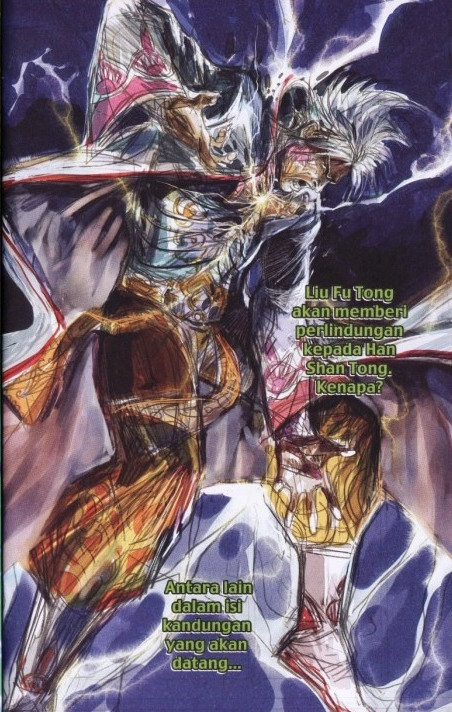 Liu Fu Tong
akan memberi
perlindungan
kepada Han
Shan Tong.
Kenapa?
Antara lain
dalam isi
kandungan
yang akan
datang...